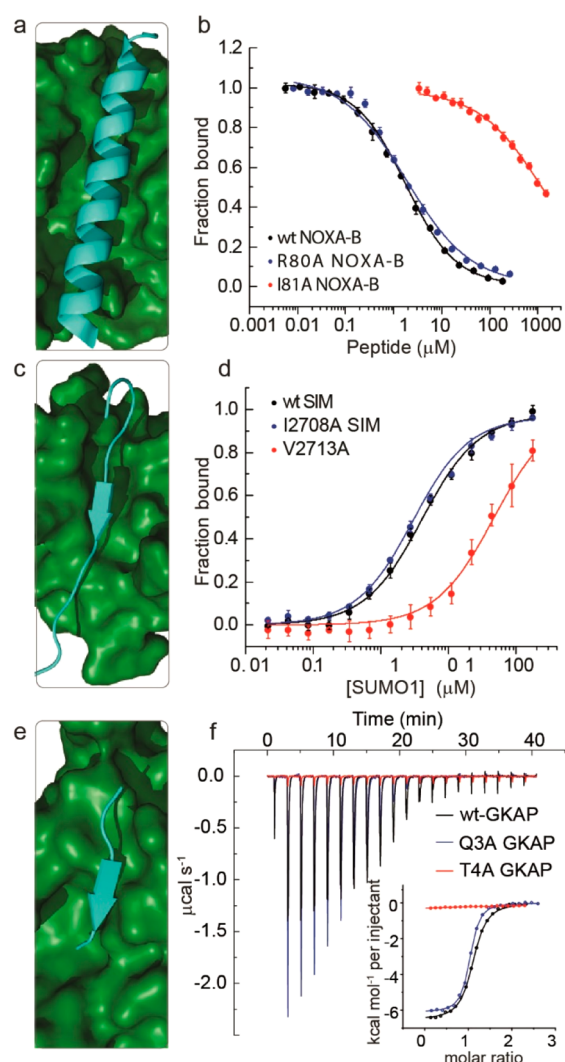 a
b
1.2
1.0
0.8
0.6
0.4
0.2
0.0
Fraction bound
wt NOXA-B
R80A NOXA-B
I81A NOXA-B
0.001 0.01 0.1 1 10 100 1000
Peptide (μM)
c
d
1.0
0.8
0.6
0.4
0.2
0.0
Fraction bound
wt SIM
I2708A SIM
V2713A
0 01 0 1 1 0 1 100
[SUMO1] (μM)
e
f
Time (min)
0 10 20 30 40
0.0
-0.5
-1.0
-1.5
-2.0
μcal s⁻¹
wt-GKAP
Q3A GKAP
T4A GKAP
0
-2
-4
-6
kcal mol⁻¹ per injectant
0 1 2 3
molar ratio